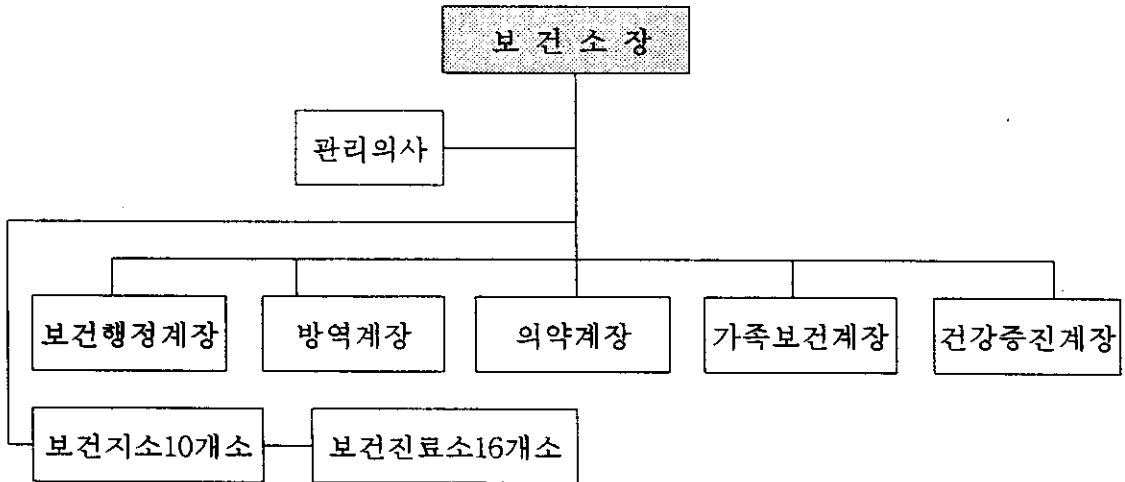 보 건 소 장
관리의사
보건행정계장
방역계장
의약계장
가족보건계장
건강증진계장
보건지소10개소
보건진료소16개소